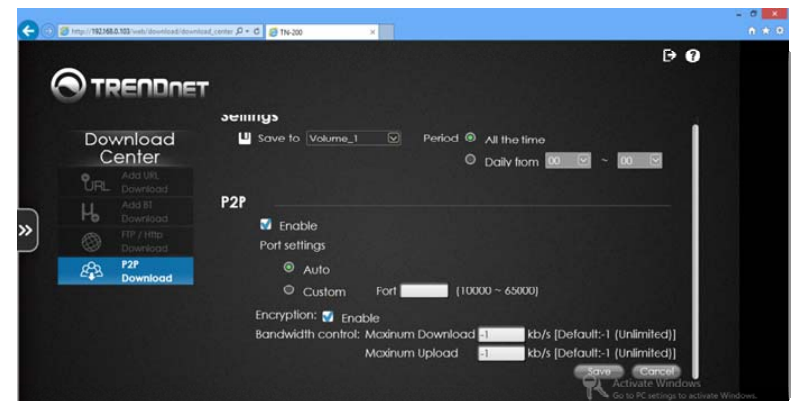 http://192.168.0.103/web/download/download_center
TN-200
TRENDNET
Settings
Save to Volume_1 Period All the time
Daily from 00 ~ 00
Download
Center
URL Add URL
Download
Add BT
Download
FTP / Http
Download
P2P
Download
P2P
Enable
Port settings
Auto
Custom Port (10000 ~ 65000)
Encryption: Enable
Bandwidth control: Maxinum Download -1 kb/s [Default:-1 (Unlimited)]
Maxinum Upload -1 kb/s [Default:-1 (Unlimited)]
Save Cancel
Activate Windows
Go to PC settings to activate Windows.